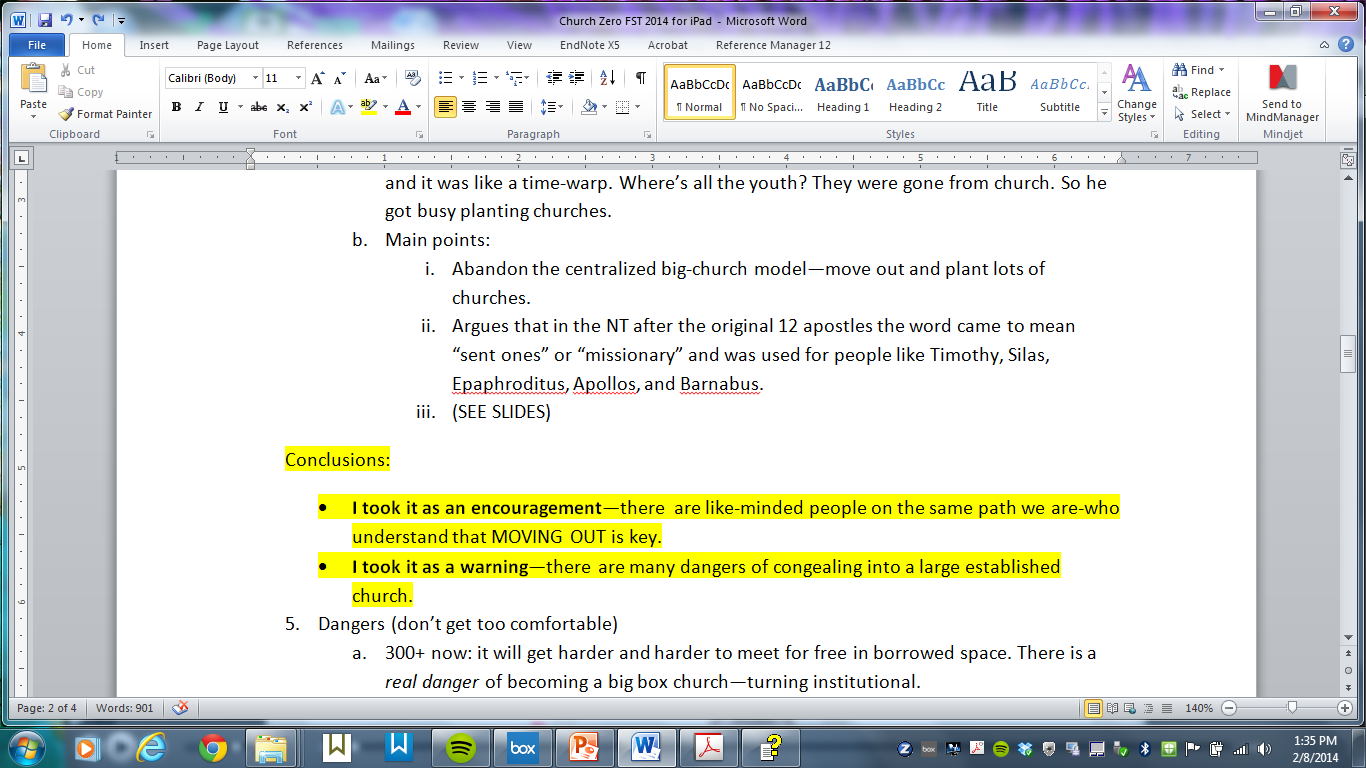 Church Zero FST 2014 for iPad - Microsoft Word
File Home Insert Page Layout References Mailings Review View EndNote X5 Acrobat Reference Manager 12
Paste
Cut
Copy
Format Painter
Clipboard
Calibri (Body) 11
Font
Paragraph
AaBbCcDc AaBbCcDc AaBbC AaBbCc AaB AaBbCc.
¶ Normal ¶ No Spaci... Heading 1 Heading 2 Title Subtitle
Change Styles
Styles
Find
Replace
Select
Editing
Send to MindManager
Mindjet
1 1 2 3 4 5 6 7
and it was like a time-warp. Where’s all the youth? They were gone from church. So he
got busy planting churches.
b. Main points:
i. Abandon the centralized big-church model—move out and plant lots of
churches.
ii. Argues that in the NT after the original 12 apostles the word came to mean
“sent ones” or “missionary” and was used for people like Timothy, Silas,
Epaphroditus, Apollos, and Barnabus.
iii. (SEE SLIDES)
Conclusions:
• I took it as an encouragement—there are like-minded people on the same path we are-who
understand that MOVING OUT is key.
• I took it as a warning—there are many dangers of congealing into a large established
church.
5. Dangers (don’t get too comfortable)
a. 300+ now: it will get harder and harder to meet for free in borrowed space. There is a
real danger of becoming a big box church—turning institutional.
Page: 2 of 4 Words: 901 140%
box
1:35 PM
2/8/2014